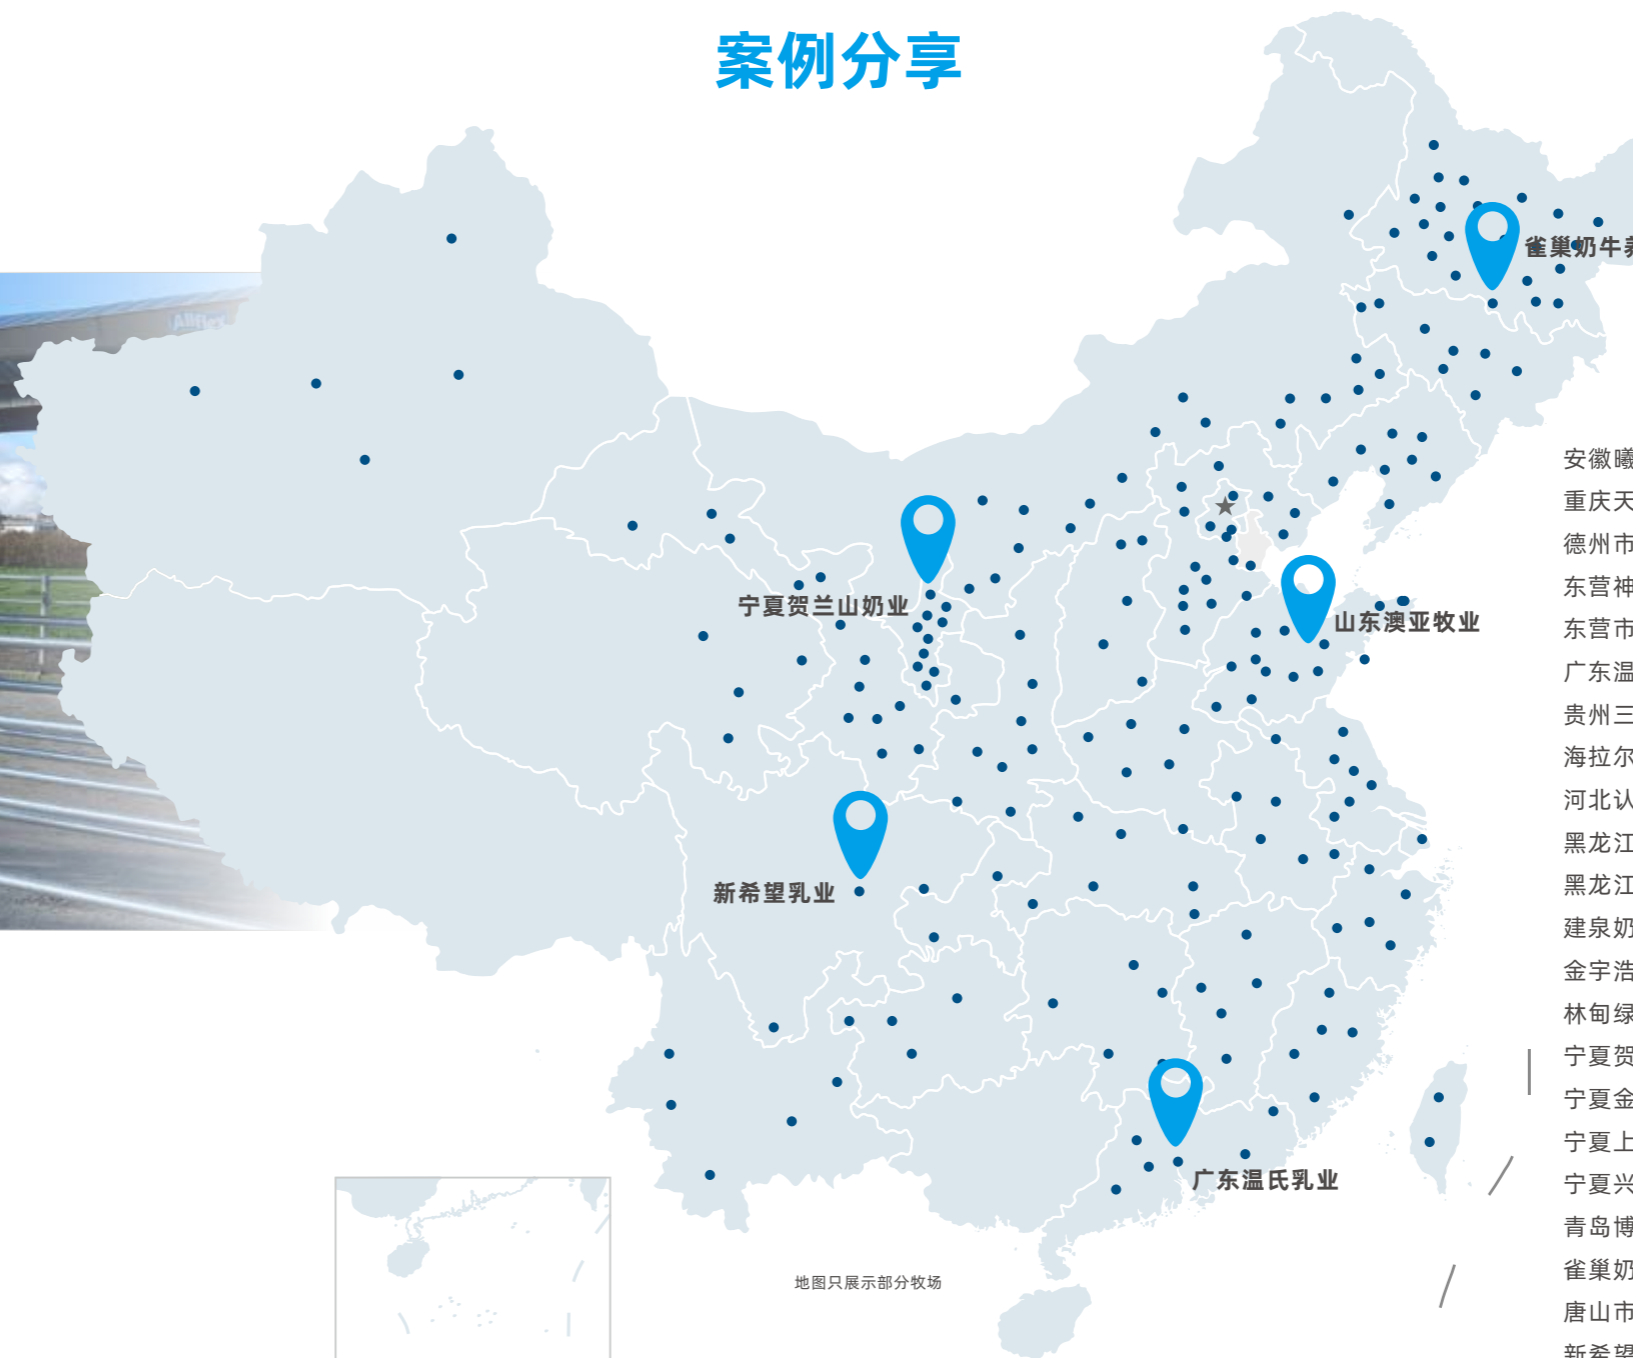 案例分享
雀巢奶牛养
宁夏贺兰山奶业
山东澳亚牧业
新希望乳业
广东温氏乳业
地图只展示部分牧场
安徽曦
重庆天
德州市
东营神
东营市
广东温
贵州三
海拉尔
河北认
黑龙江
黑龙江
建泉奶
金宇浩
林甸绿
宁夏贺
宁夏金
宁夏上
宁夏兴
青岛博
雀巢奶
唐山市
新希望